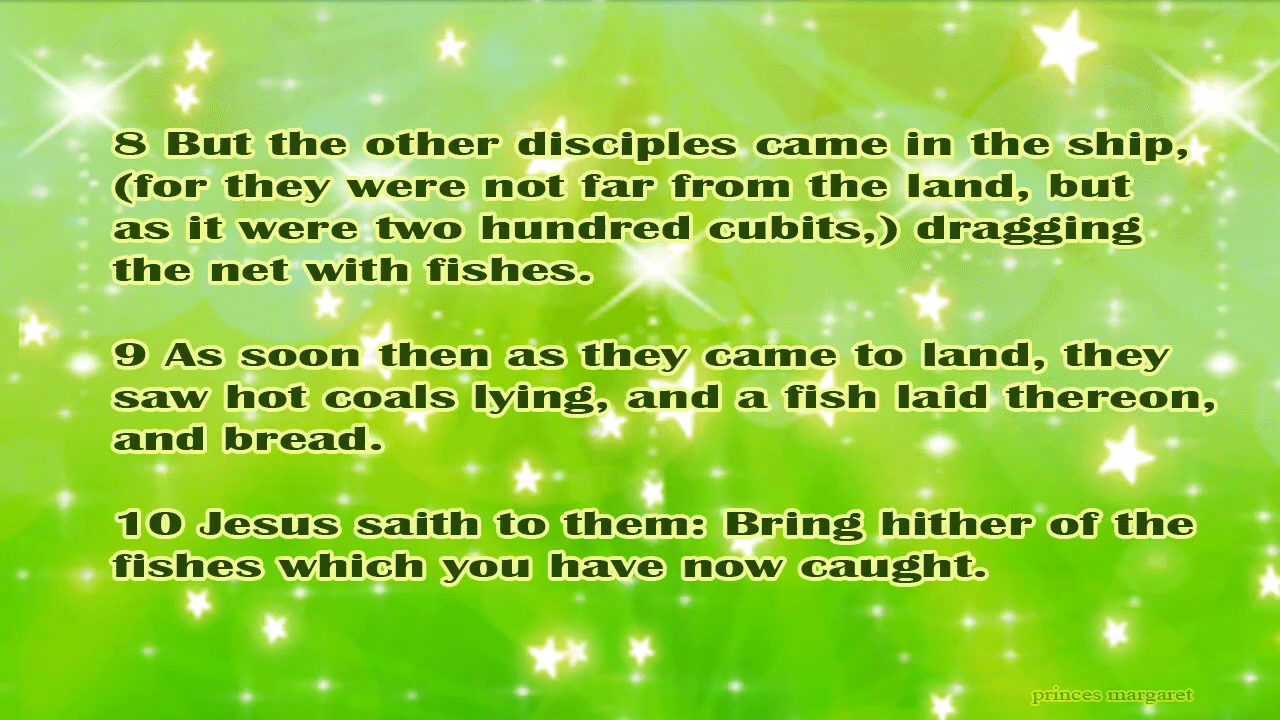 8 But the other disciples came in the ship,
(for they were not far from the land, but
as it were two hundred cubits,) dragging
the net with fishes.
9 As soon then as they came to land, they
saw hot coals lying, and a fish laid thereon,
and bread.
10 Jesus saith to them: Bring hither of the
fishes which you have now caught.
princes margaret